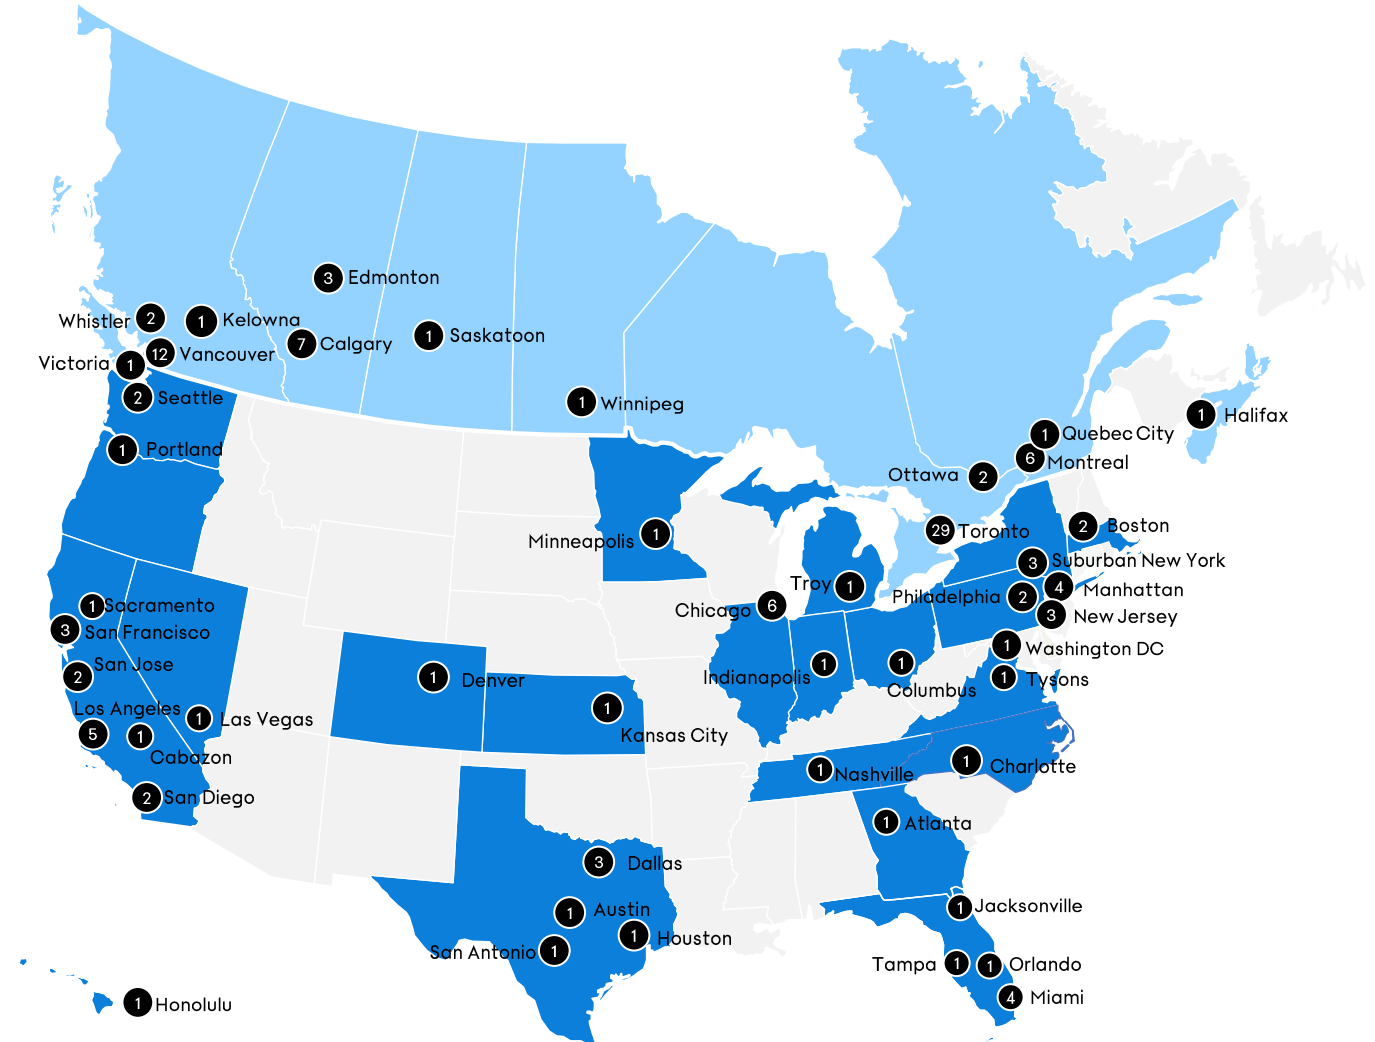 3 Edmonton
Whistler 2
1 Kelowna
7 Calgary
1 Saskatoon
Victoria 1
12 Vancouver
2 Seattle
1 Winnipeg
1 Halifax
1 Quebec City
6 Montreal
1 Portland
Ottawa 2
29 Toronto
2 Boston
Minneapolis 1
3 Suburban New York
Troy 1
4 Manhattan
Philadelphia 2
Chicago 6
3 New Jersey
1 Sacramento
3 San Francisco
1 Washington DC
2 San Jose
1 Denver
Indianapolis 1
1 Columbus
1 Tysons
Los Angeles 5
1 Las Vegas
1 Cabazon
1 Kansas City
1 Nashville
1 Charlotte
2 San Diego
1 Atlanta
3 Dallas
1 Austin
1 Houston
San Antonio 1
1 Jacksonville
Tampa 1
1 Orlando
4 Miami
1 Honolulu